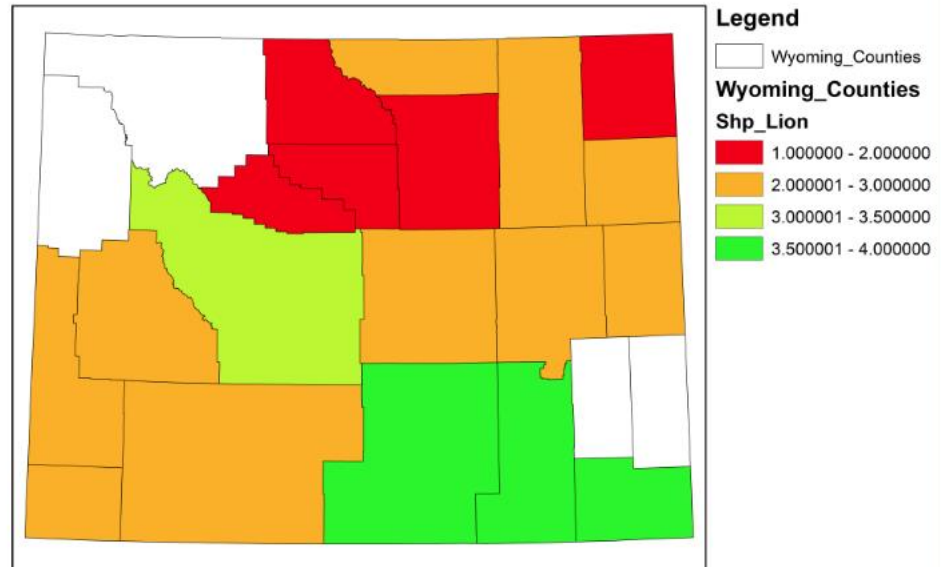 Legend
Wyoming_Counties
Wyoming_Counties
Shp_Lion
1.000000 - 2.000000
2.000001 - 3.000000
3.000001 - 3.500000
3.500001 - 4.000000